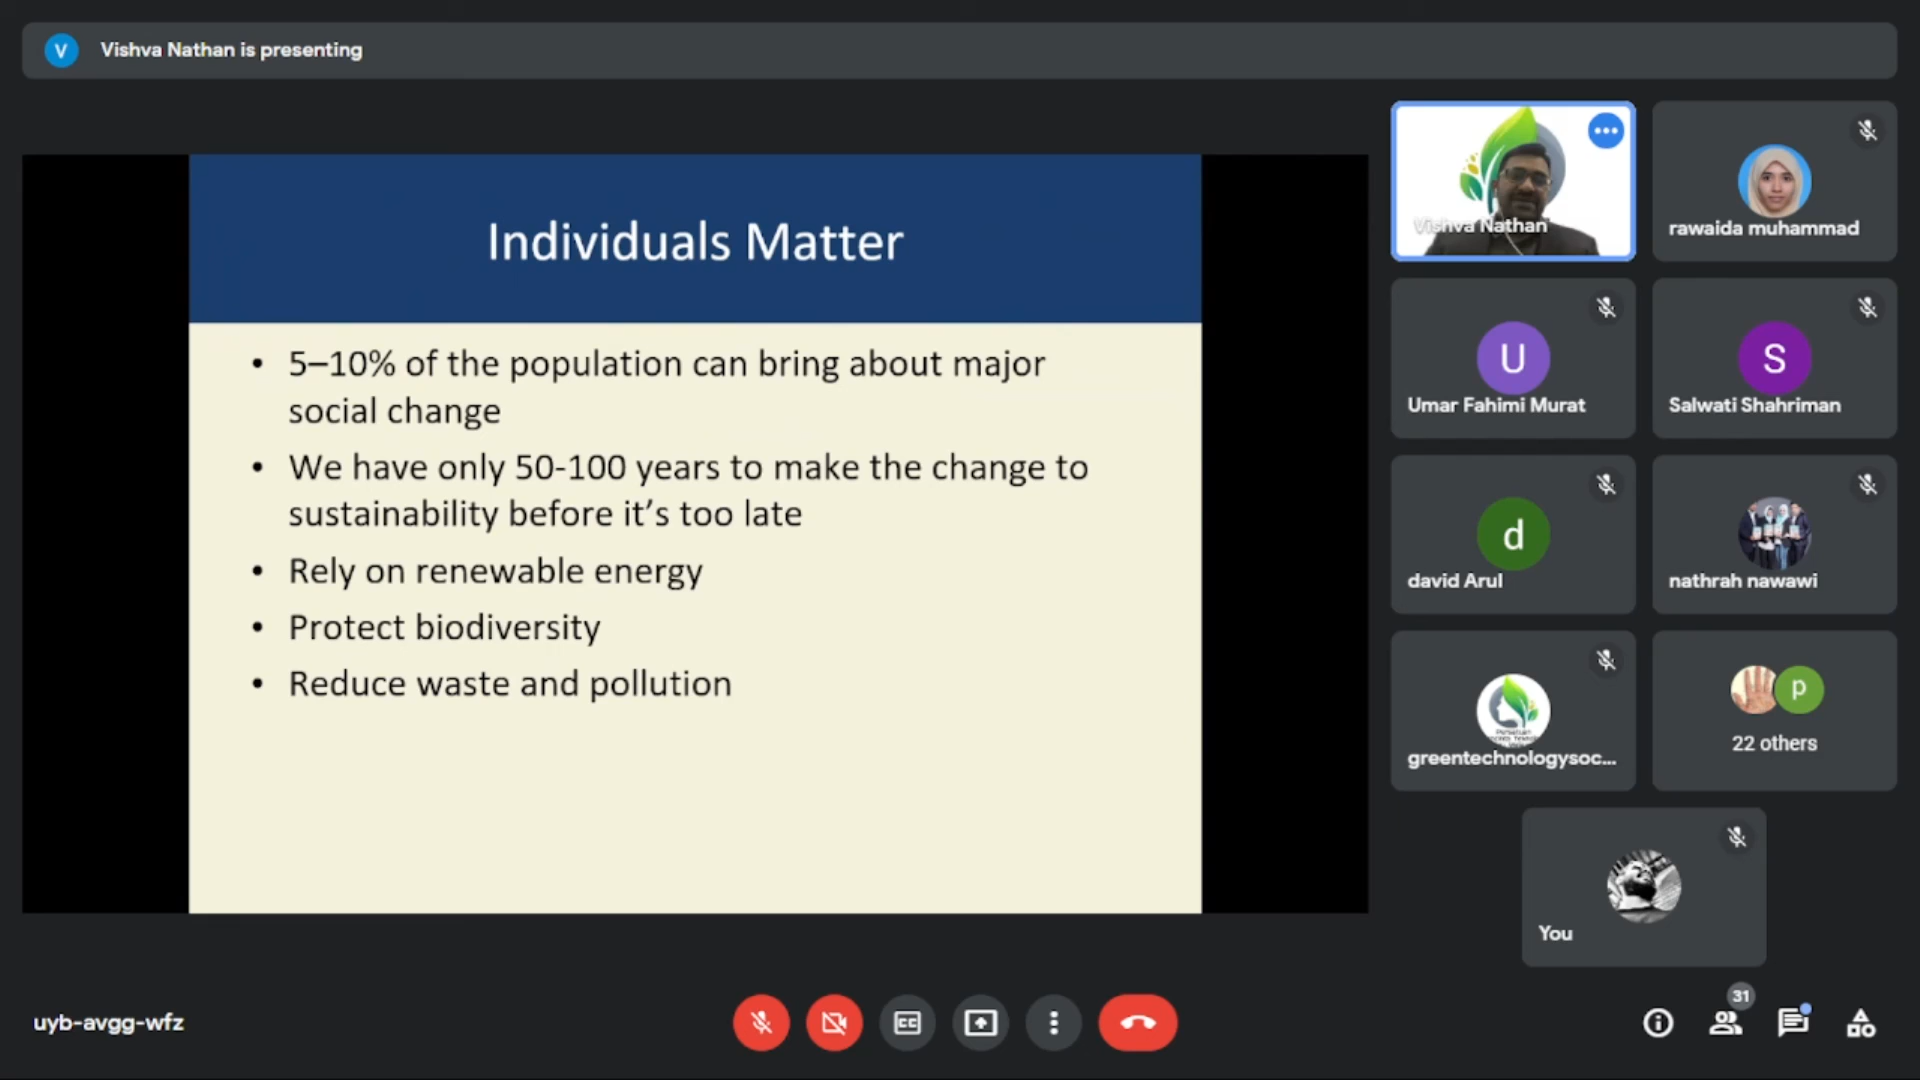 V
Vishva Nathan is presenting
Individuals Matter
• 5–10% of the population can bring about major
social change
• We have only 50-100 years to make the change to
sustainability before it’s too late
• Rely on renewable energy
• Protect biodiversity
• Reduce waste and pollution
Vishva Nathan
rawaida muhammad
U
Umar Fahimi Murat
S
Salwati Shahriman
d
david Arul
nathrah nawawi
greentechnologysoc...
p
22 others
You
uyb-avgg-wfz
CC
31